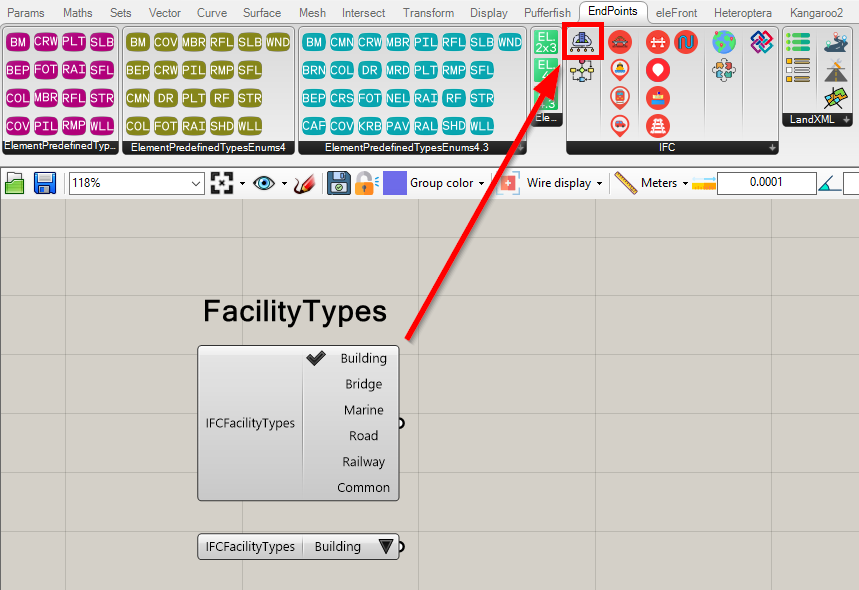 Params Maths Sets Vector Curve Surface Mesh Intersect Transform Display Pufferfish EndPoints eleFront Heteroptera Kangaroo2
BM CRW PLT SLB BM COV MBR RFL SLB WND BM CMN CRW MBR PIL RFL SLB WND EL 2x3
BEP FOT RAI SFL BEP CRW PIL RMP SFL BRN COL DR MRD PLT RMP SFL EL
COL MBR RFL STR CMN DR PLT RF STR BEP CRS FOT NEL RAI RF STR
COV PIL RMP WLL COL FOT RAI SHD WLL CAF COV KRB PAV RAL SHD WLL
ElementPredefinedTyp... ElementPredefinedTypesEnums4 ElementPredefinedTypesEnums4.3 Ele... IFC LandXML
118% Group color Wire display Meters 0.0001
FacilityTypes
IFCFacilityTypes
Building
Bridge
Marine
Road
Railway
Common
IFCFacilityTypes Building